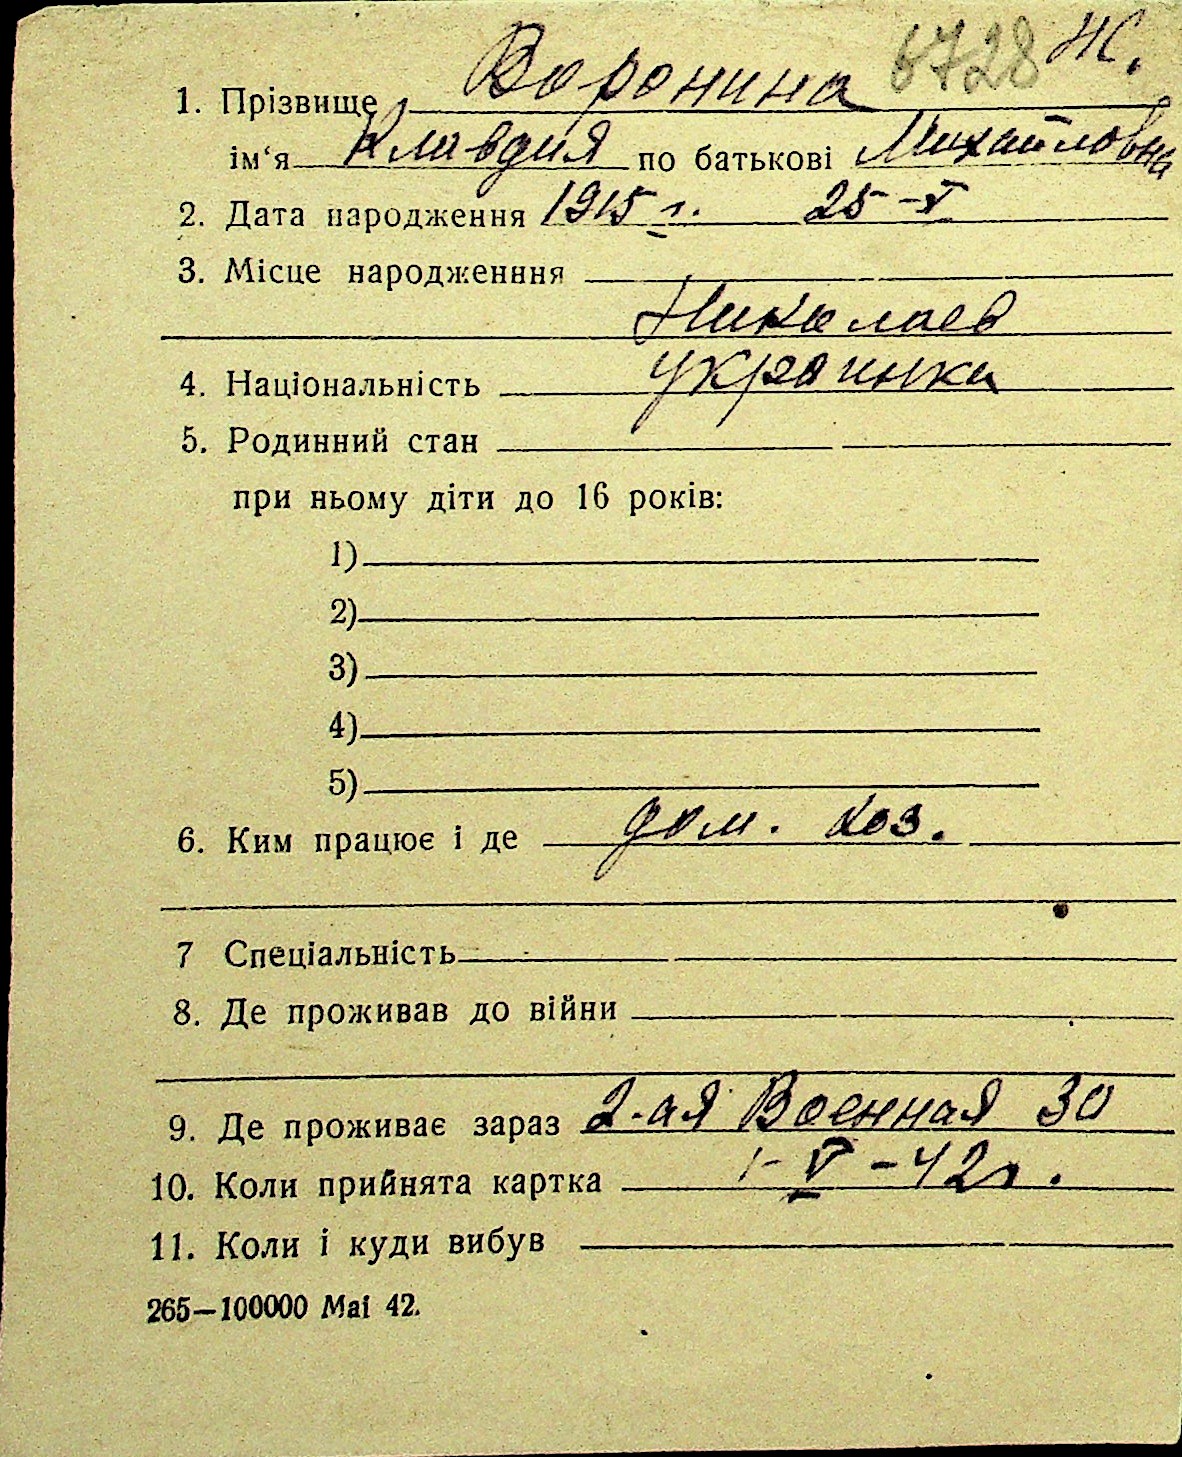 6728 Ж.
1. Прізвище Воронина
ім‘я Клавдия по батькові Михайловна
2. Дата народження 1915 г. 25-V
3. Місце народженння
Николаев
4. Національність украинка
5. Родинний стан
при ньому діти до 16 років:
1)
2)
3)
4)
5)
6. Ким працює і де дом. хоз.
7 Спеціальність
8. Де проживав до війни
9. Де проживає зараз 2-ая Военная 30
10. Коли прийнята картка 1-V-42г.
11. Коли і куди вибув
265—100000 Mai 42.